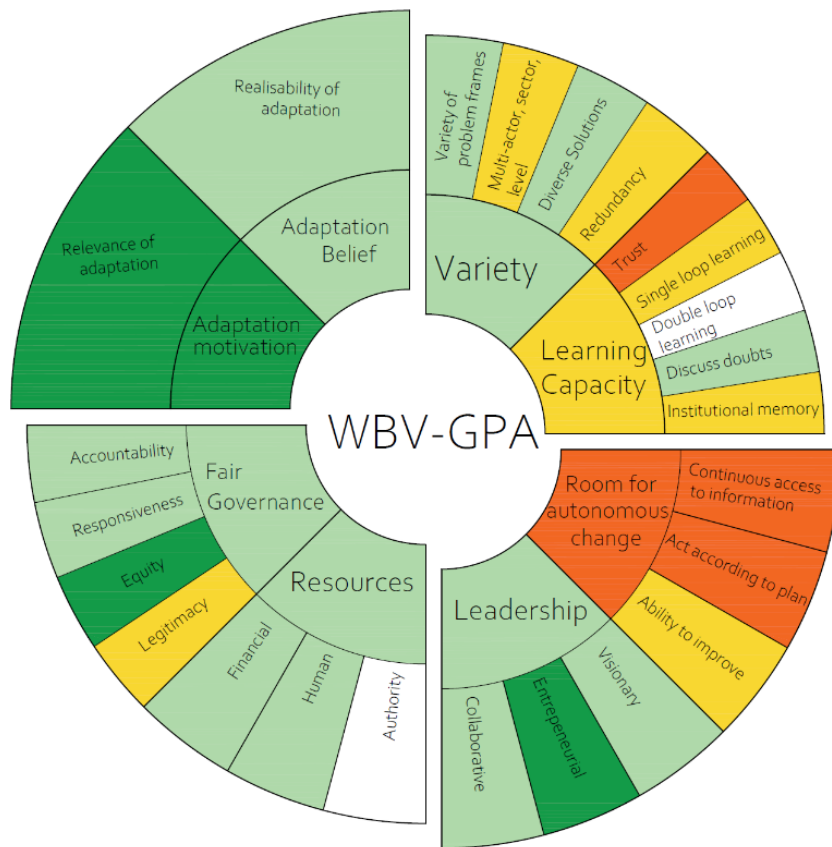 Realisability of
adaptation
Adaptation
Belief
Relevance of
adaptation
Adaptation
motivation
Variety of
problem frames
Multi-actor, sector,
level
Diverse Solutions
Redundancy
Variety
Trust
Single loop learning
Double loop
learning
Discuss doubts
Institutional memory
Learning
Capacity
WBV-GPA
Accountability
Responsiveness
Equity
Legitimacy
Fair
Governance
Resources
Financial
Human
Authority
Room for
autonomous
change
Continuous access
to information
Act according to plan
Ability to improve
Leadership
Visionary
Entrepeneurial
Collaborative